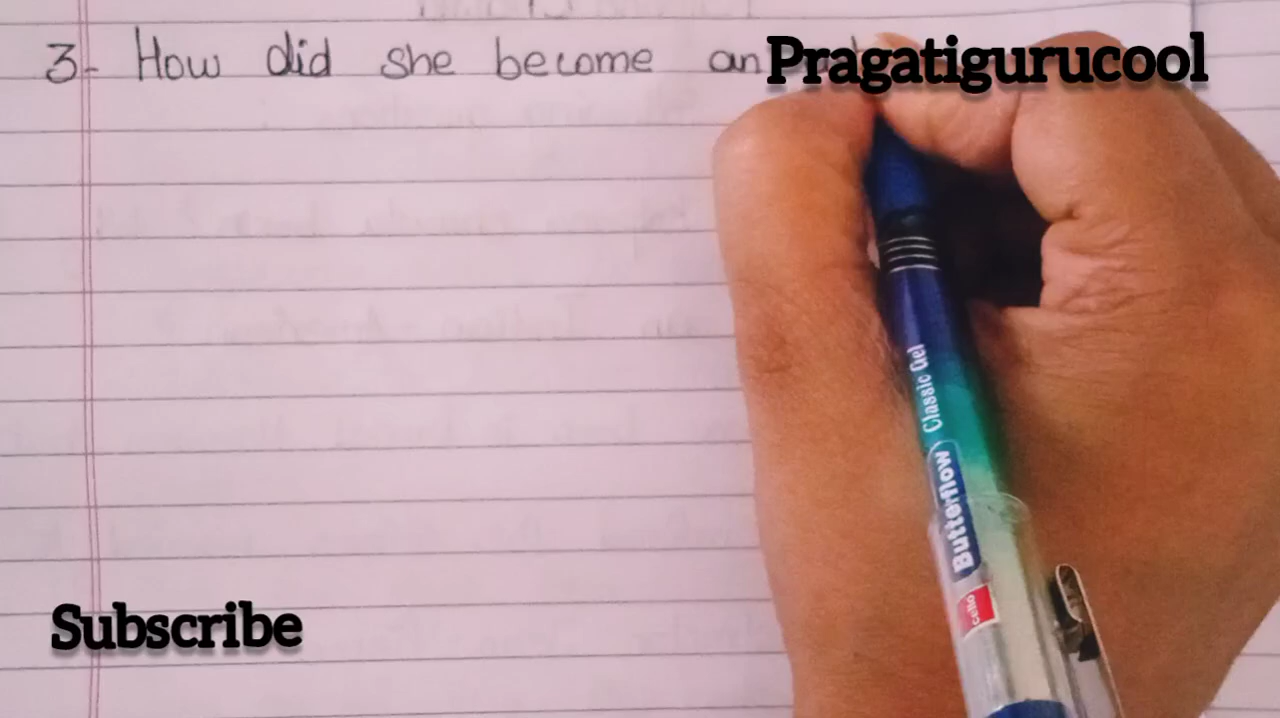 3- How did she become an
Pragatigurucool
Classic Gel
Butterflow
cello
Subscribe